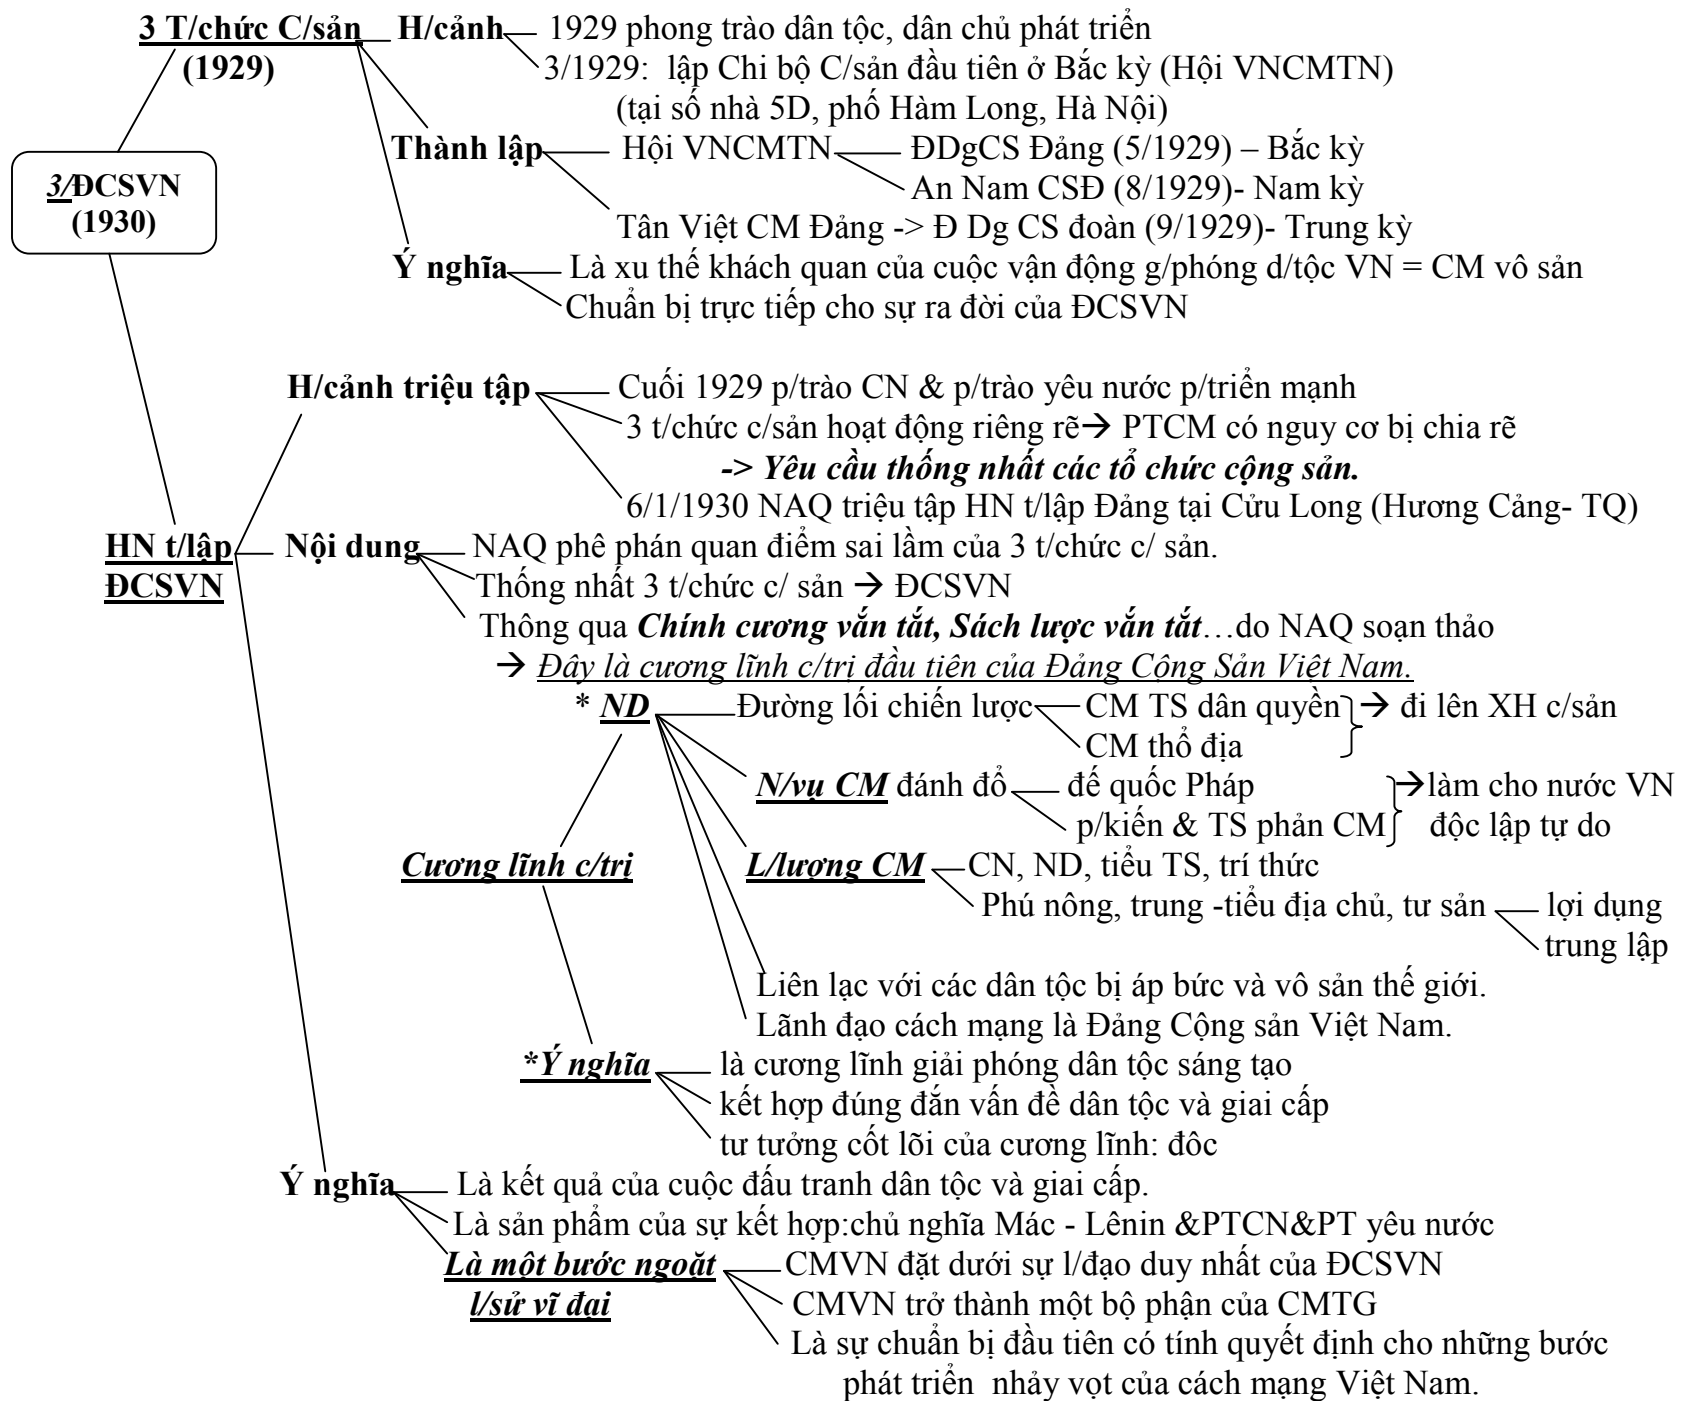 3 T/chức C/sản H/cảnh 1929 phong trào dân tộc, dân chủ phát triển
(1929) 3/1929: lập Chi bộ C/sản đầu tiên ở Bắc kỳ (Hội VNCMTN)
(tại số nhà 5D, phố Hàm Long, Hà Nội)
Thành lập Hội VNCMTN ĐDgCS Đảng (5/1929) – Bắc kỳ
3/ĐCSVN An Nam CSĐ (8/1929)- Nam kỳ
(1930) Tân Việt CM Đảng -> Đ Dg CS đoàn (9/1929)- Trung kỳ
Ý nghĩa Là xu thế khách quan của cuộc vận động g/phóng d/tộc VN = CM vô sản
Chuẩn bị trực tiếp cho sự ra đời của ĐCSVN
H/cảnh triệu tập Cuối 1929 p/trào CN & p/trào yêu nước p/triển mạnh
3 t/chức c/sản hoạt động riêng rẽ➔ PTCM có nguy cơ bị chia rẽ
-> Yêu cầu thống nhất các tổ chức cộng sản.
6/1/1930 NAQ triệu tập HN t/lập Đảng tại Cửu Long (Hương Cảng- TQ)
HN t/lập Nội dung NAQ phê phán quan điểm sai lầm của 3 t/chức c/ sản.
ĐCSVN Thống nhất 3 t/chức c/ sản ➔ ĐCSVN
Thông qua Chính cương vắn tắt, Sách lược vắn tắt…do NAQ soạn thảo
➔ Đây là cương lĩnh c/trị đầu tiên của Đảng Cộng Sản Việt Nam.
* ND Đường lối chiến lược CM TS dân quyền ➔ đi lên XH c/sản
CM thổ địa
N/vụ CM đánh đổ đế quốc Pháp ➔làm cho nước VN
p/kiến & TS phản CM độc lập tự do
Cương lĩnh c/trị L/lượng CM CN, ND, tiểu TS, trí thức
Phú nông, trung -tiểu địa chủ, tư sản lợi dụng
trung lập
Liên lạc với các dân tộc bị áp bức và vô sản thế giới.
Lãnh đạo cách mạng là Đảng Cộng sản Việt Nam.
*Ý nghĩa là cương lĩnh giải phóng dân tộc sáng tạo
kết hợp đúng đắn vấn đề dân tộc và giai cấp
tư tưởng cốt lõi của cương lĩnh: đôc
Ý nghĩa Là kết quả của cuộc đấu tranh dân tộc và giai cấp.
Là sản phẩm của sự kết hợp:chủ nghĩa Mác - Lênin &PTCN&PT yêu nước
Là một bước ngoặt CMVN đặt dưới sự l/đạo duy nhất của ĐCSVN
l/sử vĩ đại CMVN trở thành một bộ phận của CMTG
Là sự chuẩn bị đầu tiên có tính quyết định cho những bước
phát triển nhảy vọt của cách mạng Việt Nam.